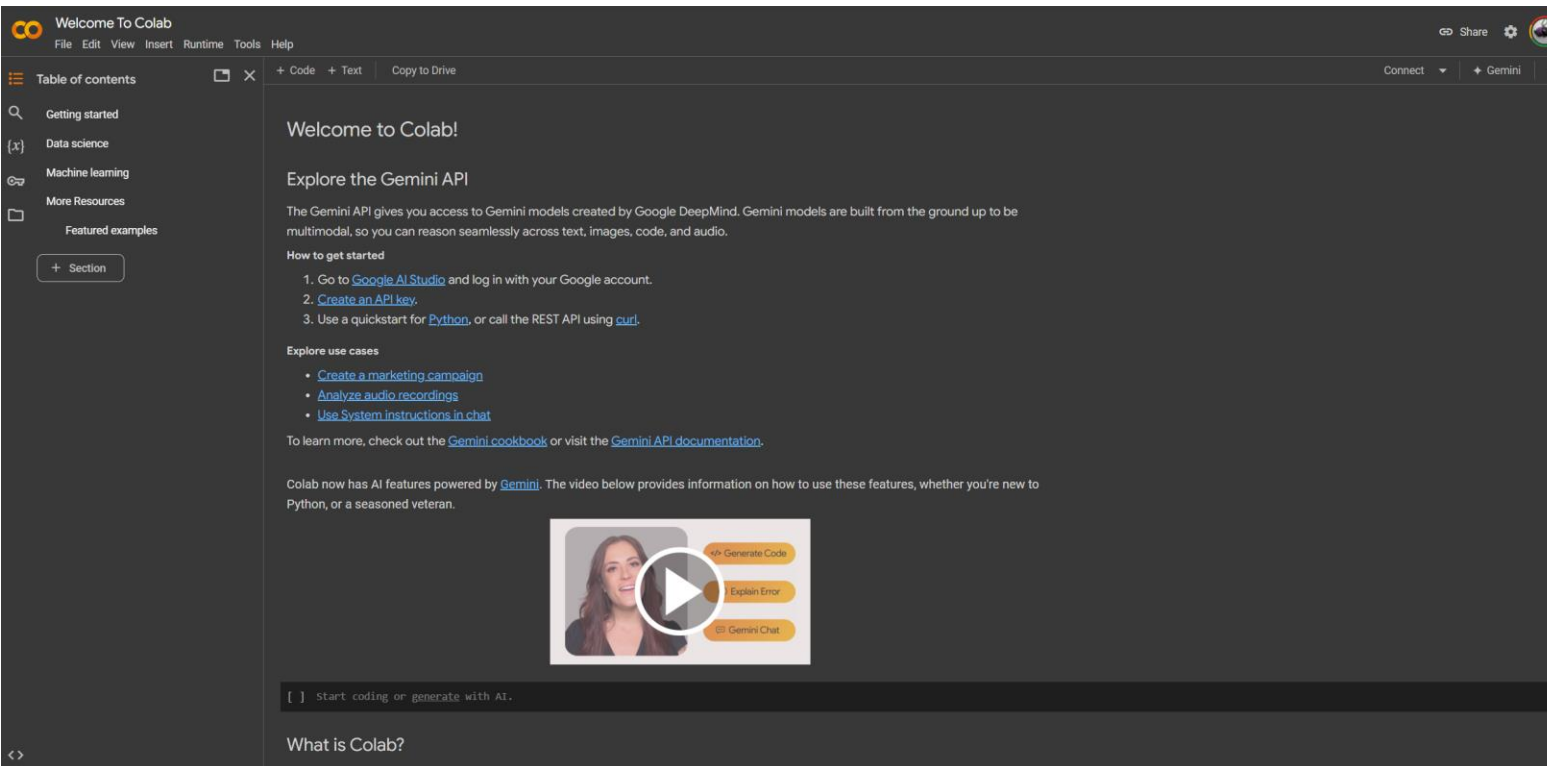 Welcome To Colab
File Edit View Insert Runtime Tools Help
Share
Table of contents
+ Code + Text Copy to Drive
Connect Gemini
Getting started
{x} Data science
Machine learning
More Resources
Featured examples
+ Section
Welcome to Colab!
Explore the Gemini API
The Gemini API gives you access to Gemini models created by Google DeepMind. Gemini models are built from the ground up to be
multimodal, so you can reason seamlessly across text, images, code, and audio.
How to get started
1. Go to Google AI Studio and log in with your Google account.
2. Create an API key.
3. Use a quickstart for Python, or call the REST API using curl.
Explore use cases
• Create a marketing campaign
• Analyze audio recordings
• Use System instructions in chat
To learn more, check out the Gemini cookbook or visit the Gemini API documentation.
Colab now has AI features powered by Gemini. The video below provides information on how to use these features, whether you're new to
Python, or a seasoned veteran.
</> Generate Code
Explain Error
Gemini Chat
[ ] Start coding or generate with AI.
What is Colab?
<>